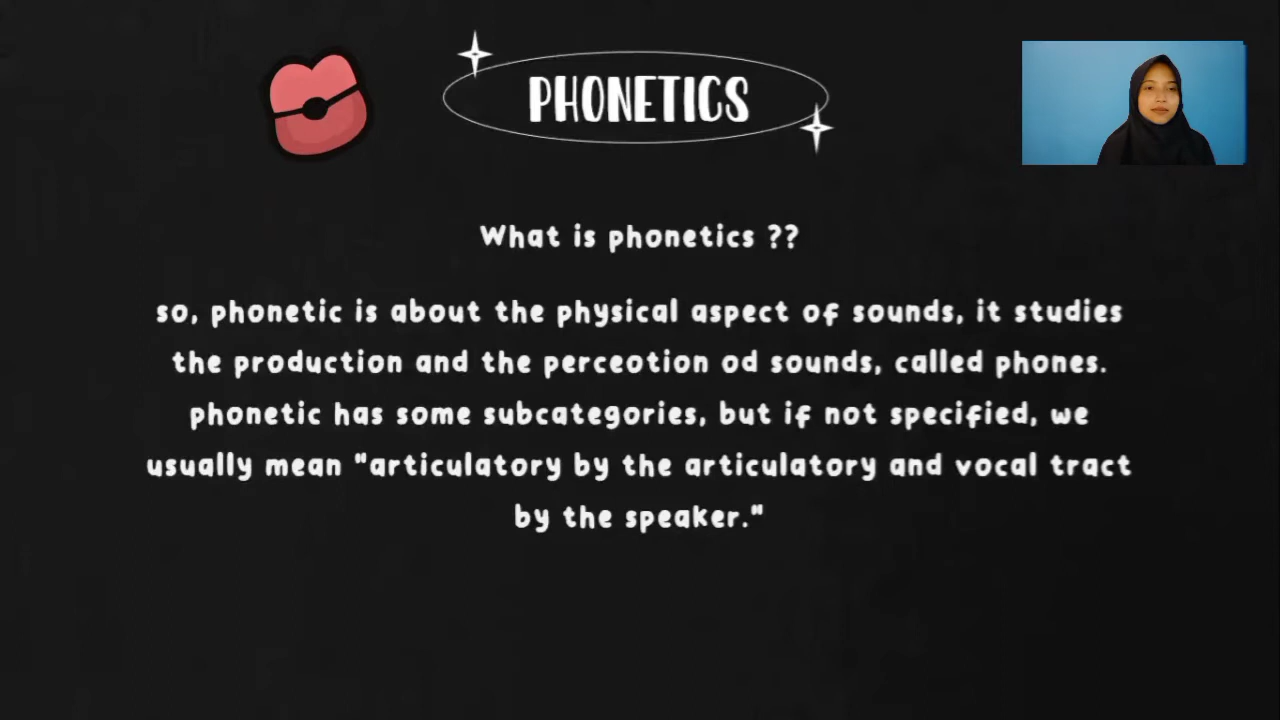 PHONETICS
What is phonetics ??
so, phonetic is about the physical aspect of sounds, it studies
the production and the perceotion od sounds, called phones.
phonetic has some subcategories, but if not specified, we
usually mean "articulatory by the articulatory and vocal tract
by the speaker."